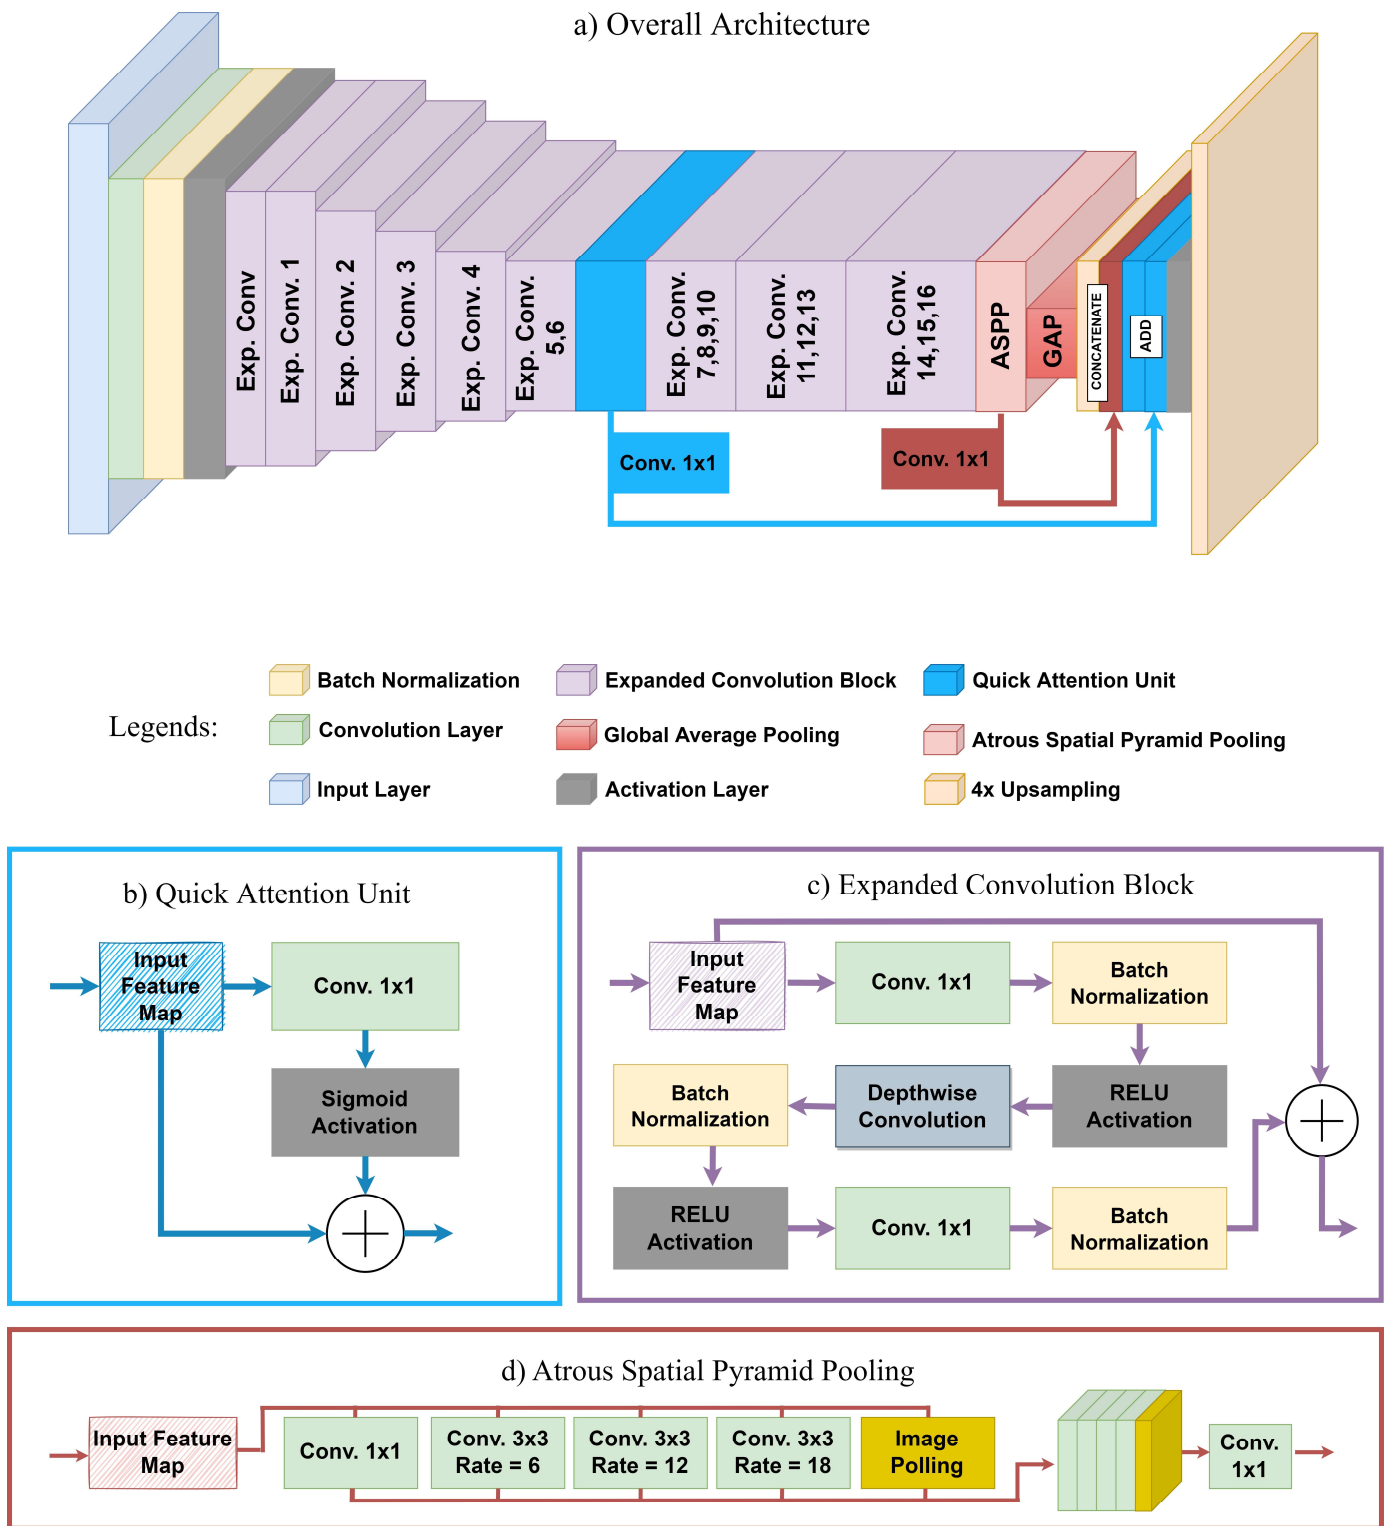 a) Overall Architecture
Exp. Conv
Exp. Conv. 1
Exp. Conv. 2
Exp. Conv. 3
Exp. Conv. 4
Exp. Conv.
5,6
Exp. Conv.
7,8,9,10
Exp. Conv.
11,12,13
Exp. Conv.
14,15,16
ASPP
GAP
CONCATENATE
ADD
Conv. 1x1
Conv. 1x1
Legends:
Batch Normalization
Expanded Convolution Block
Quick Attention Unit
Convolution Layer
Global Average Pooling
Atrous Spatial Pyramid Pooling
Input Layer
Activation Layer
4x Upsampling
b) Quick Attention Unit
Input
Feature
Map
Conv. 1x1
Sigmoid
Activation
c) Expanded Convolution Block
Input
Feature
Map
Conv. 1x1
Batch
Normalization
Batch
Normalization
Depthwise
Convolution
RELU
Activation
RELU
Activation
Conv. 1x1
Batch
Normalization
d) Atrous Spatial Pyramid Pooling
Input Feature
Map
Conv. 1x1
Conv. 3x3
Rate = 6
Conv. 3x3
Rate = 12
Conv. 3x3
Rate = 18
Image
Polling
Conv.
1x1